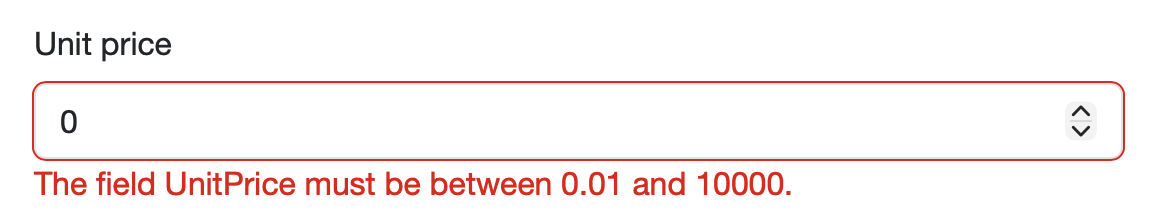 Unit price
0
The field UnitPrice must be between 0.01 and 10000.